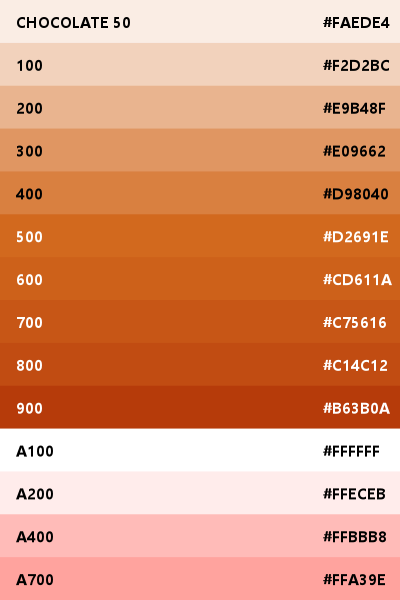 CHOCOLATE 50 #FAEDE4
100 #F2D2BC
200 #E9B48F
300 #E09662
400 #D98040
500 #D2691E
600 #CD611A
700 #C75616
800 #C14C12
900 #B63B0A
A100 #FFFFFF
A200 #FFECEB
A400 #FFBBB8
A700 #FFA39E